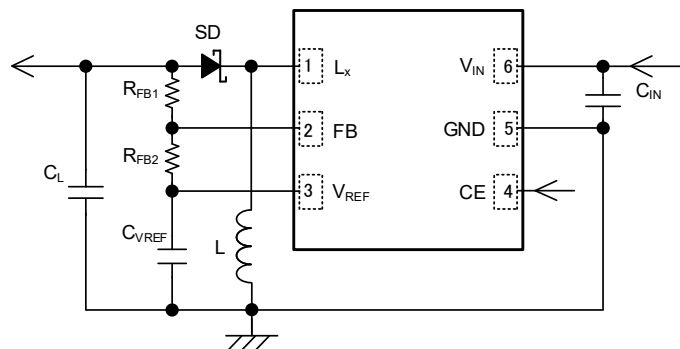 SD
1 Lx
VIN 6
CIN
RFB1
2 FB
GND 5
RFB2
CL
3 VREF
CE 4
CVREF
L